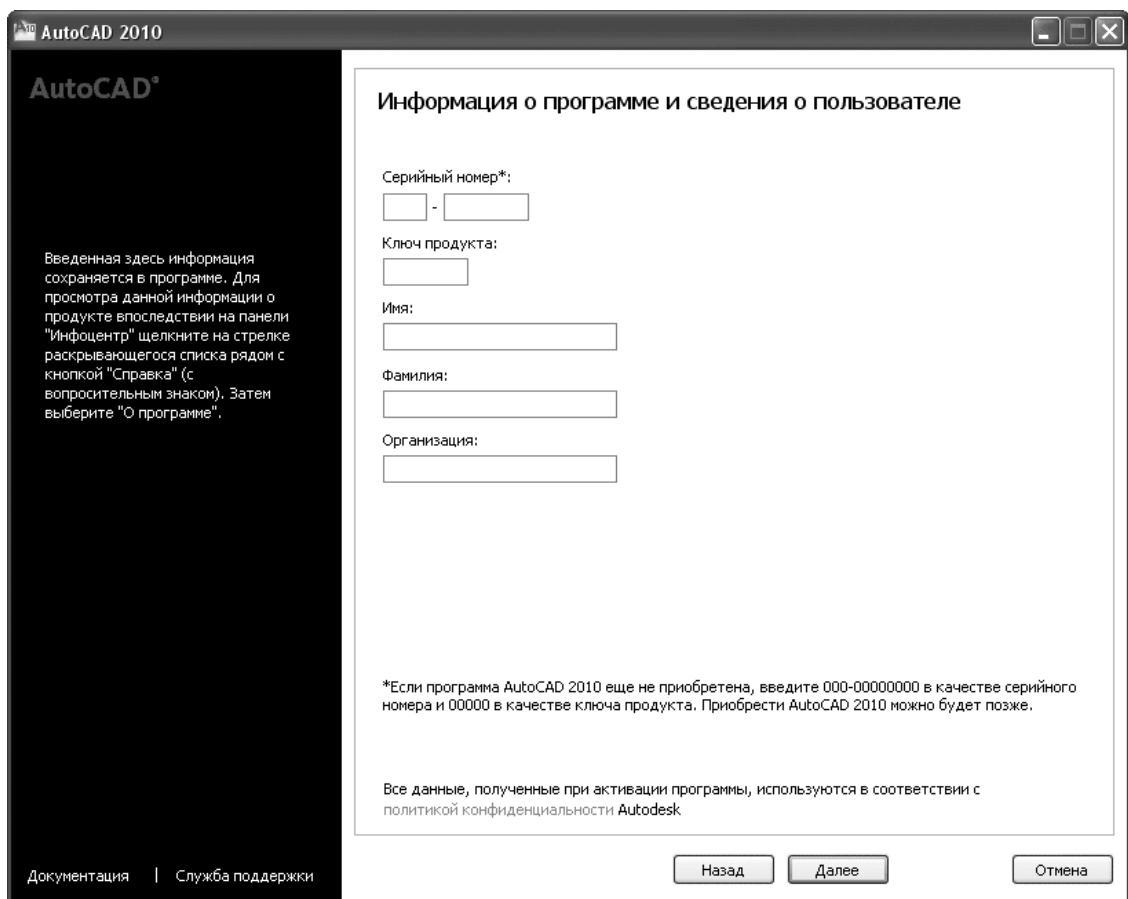 AutoCAD 2010
AutoCAD®
Информация о программе и сведения о пользователе
Серийный номер*:
-
Ключ продукта:
Имя:
Фамилия:
Организация:
Введенная здесь информация
сохраняется в программе. Для
просмотра данной информации о
продукте впоследствии на панели
"Инфоцентр" щелкните на стрелке
раскрывающегося списка рядом с
кнопкой "Справка" (с
вопросительным знаком). Затем
выберите "О программе".
*Если программа AutoCAD 2010 еще не приобретена, введите 000-00000000 в качестве серийного
номера и 00000 в качестве ключа продукта. Приобрести AutoCAD 2010 можно будет позже.
Все данные, полученные при активации программы, используются в соответствии с
политикой конфиденциальности Autodesk
Документация | Служба поддержки
Назад Далее Отмена